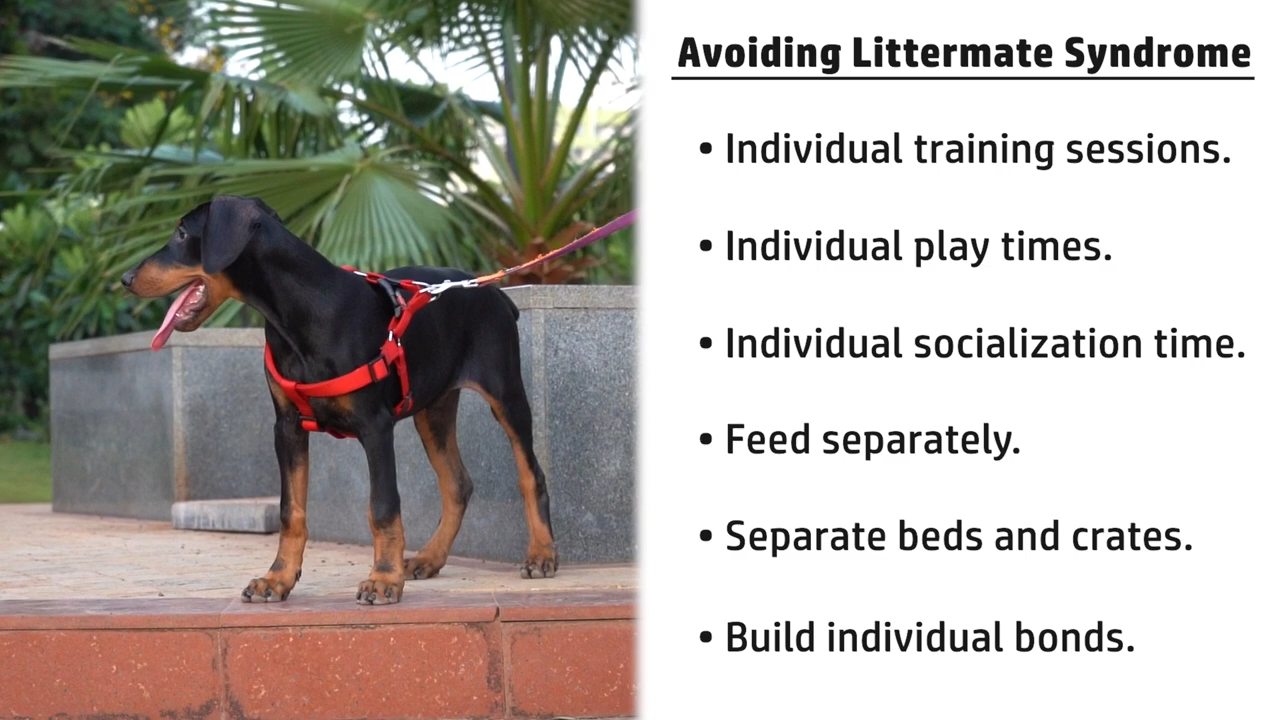 Avoiding Littermate Syndrome
• Individual training sessions.
• Individual play times.
• Individual socialization time.
• Feed separately.
• Separate beds and crates.
• Build individual bonds.